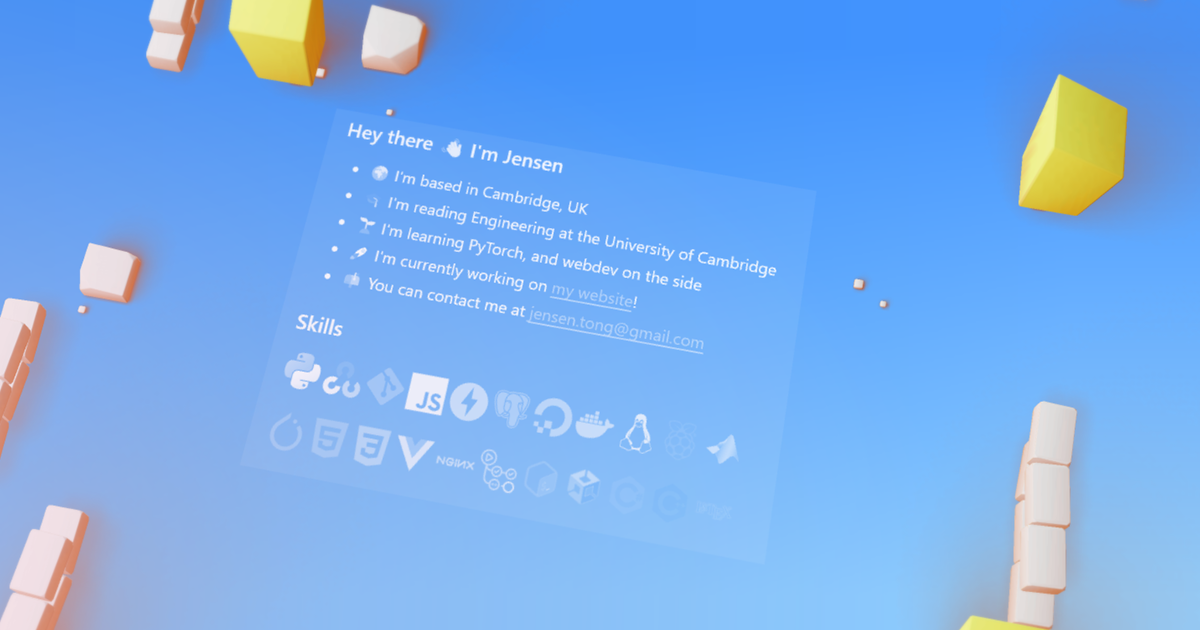 Hey there 👋 I'm Jensen
I'm based in Cambridge, UK
I'm reading Engineering at the University of Cambridge
I'm learning PyTorch, and webdev on the side
I'm currently working on my website!
You can contact me at jensen.tong@gmail.com
Skills
JS
5 3 NGINX